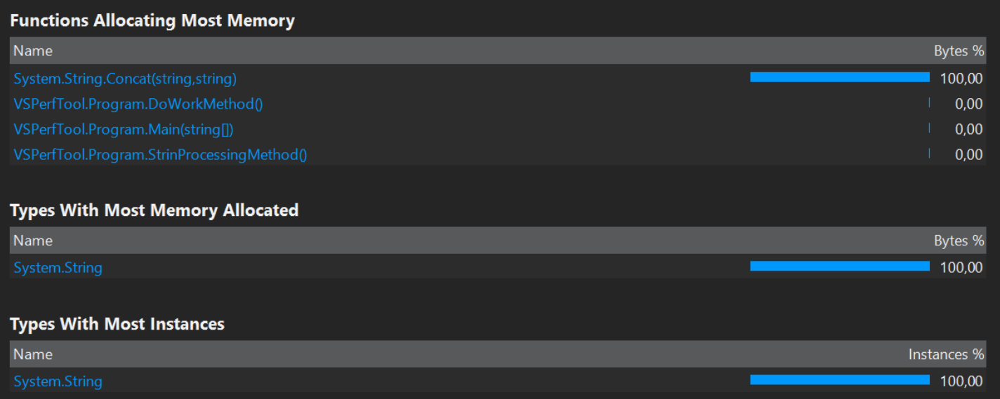 Functions Allocating Most Memory
Name Bytes %
System.String.Concat(string,string) 100,00
VSPerfTool.Program.DoWorkMethod() 0,00
VSPerfTool.Program.Main(string[]) 0,00
VSPerfTool.Program.StrinProcessingMethod() 0,00
Types With Most Memory Allocated
Name Bytes %
System.String 100,00
Types With Most Instances
Name Instances %
System.String 100,00